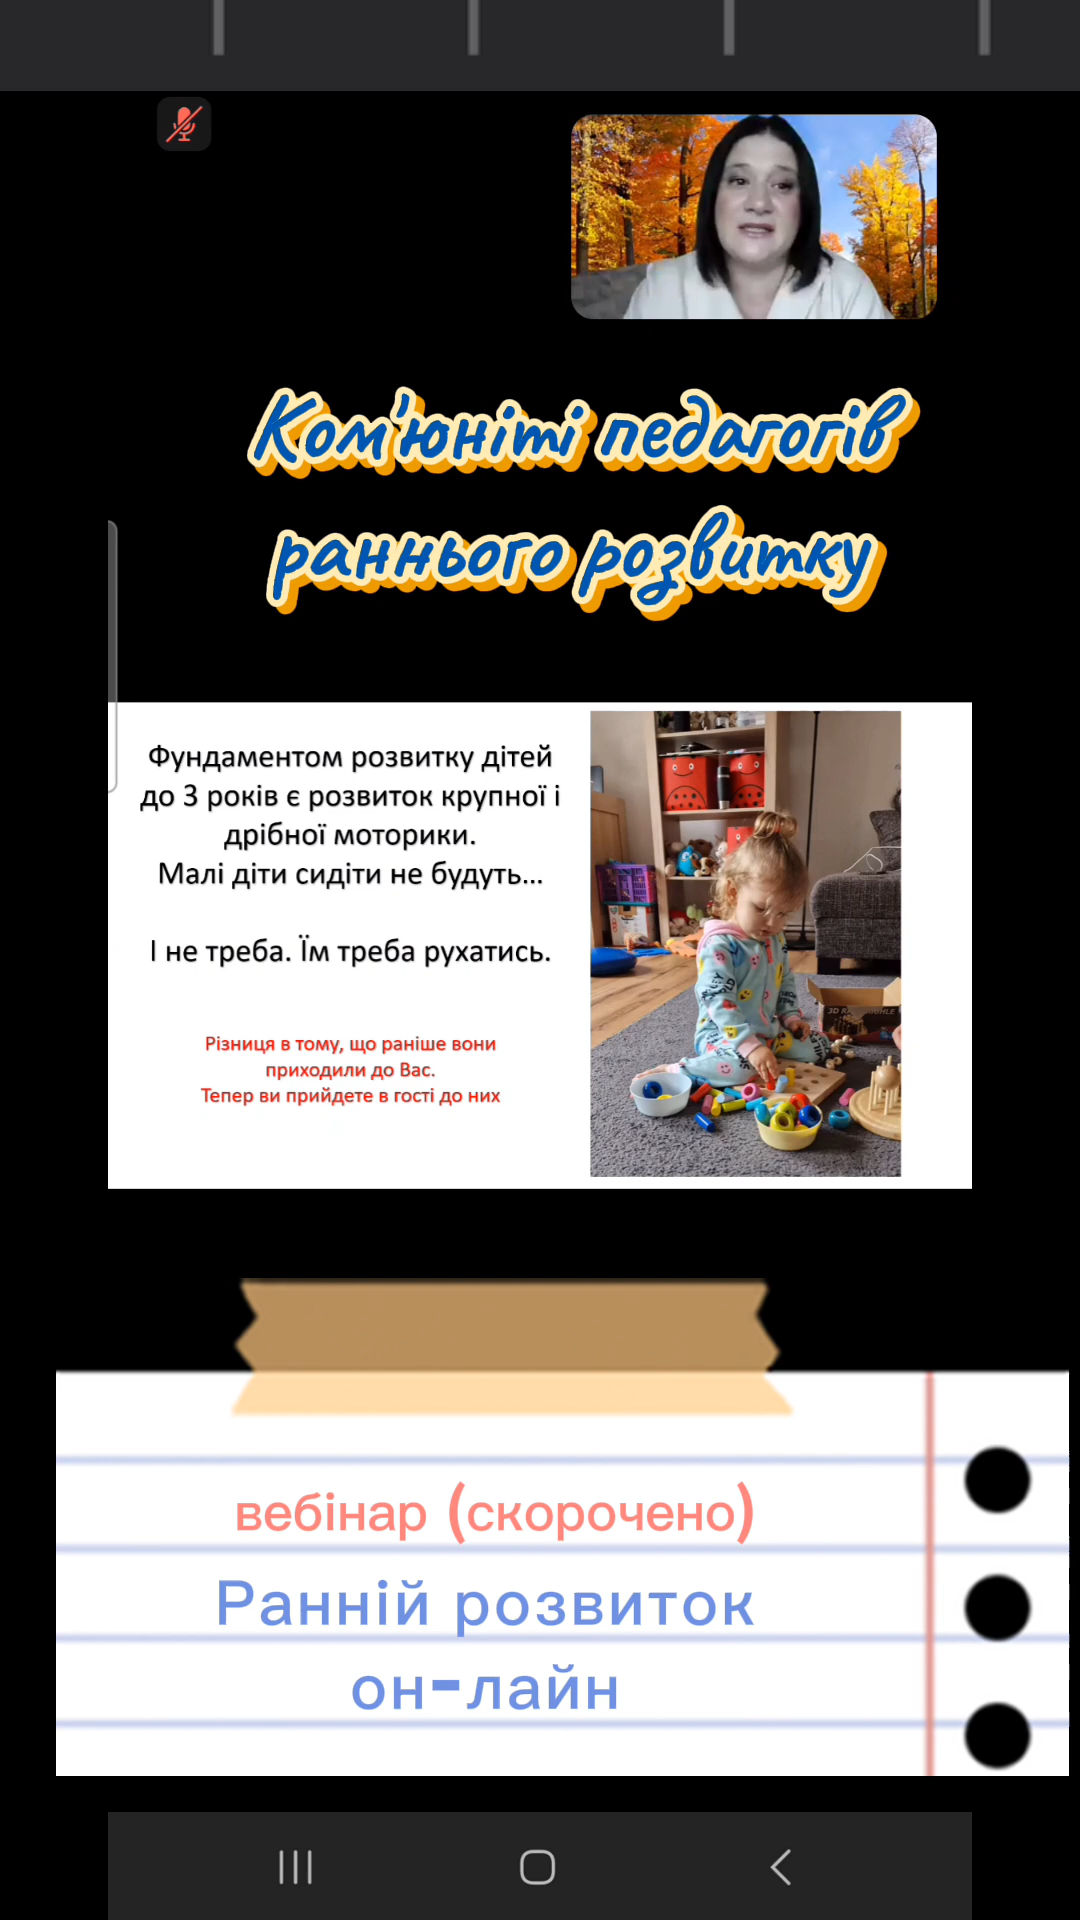 Ком'юніті педагогів
раннього розвитку
Фундаментом розвитку дітей
до 3 років є розвиток крупної і
дрібної моторики.
Малі діти сидіти не будуть...
І не треба. Їм треба рухатись.
Різниця в тому, що раніше вони
приходили до Вас.
Тепер ви прийдете в гості до них
вебінар (скорочено)
Ранній розвиток
он-лайн